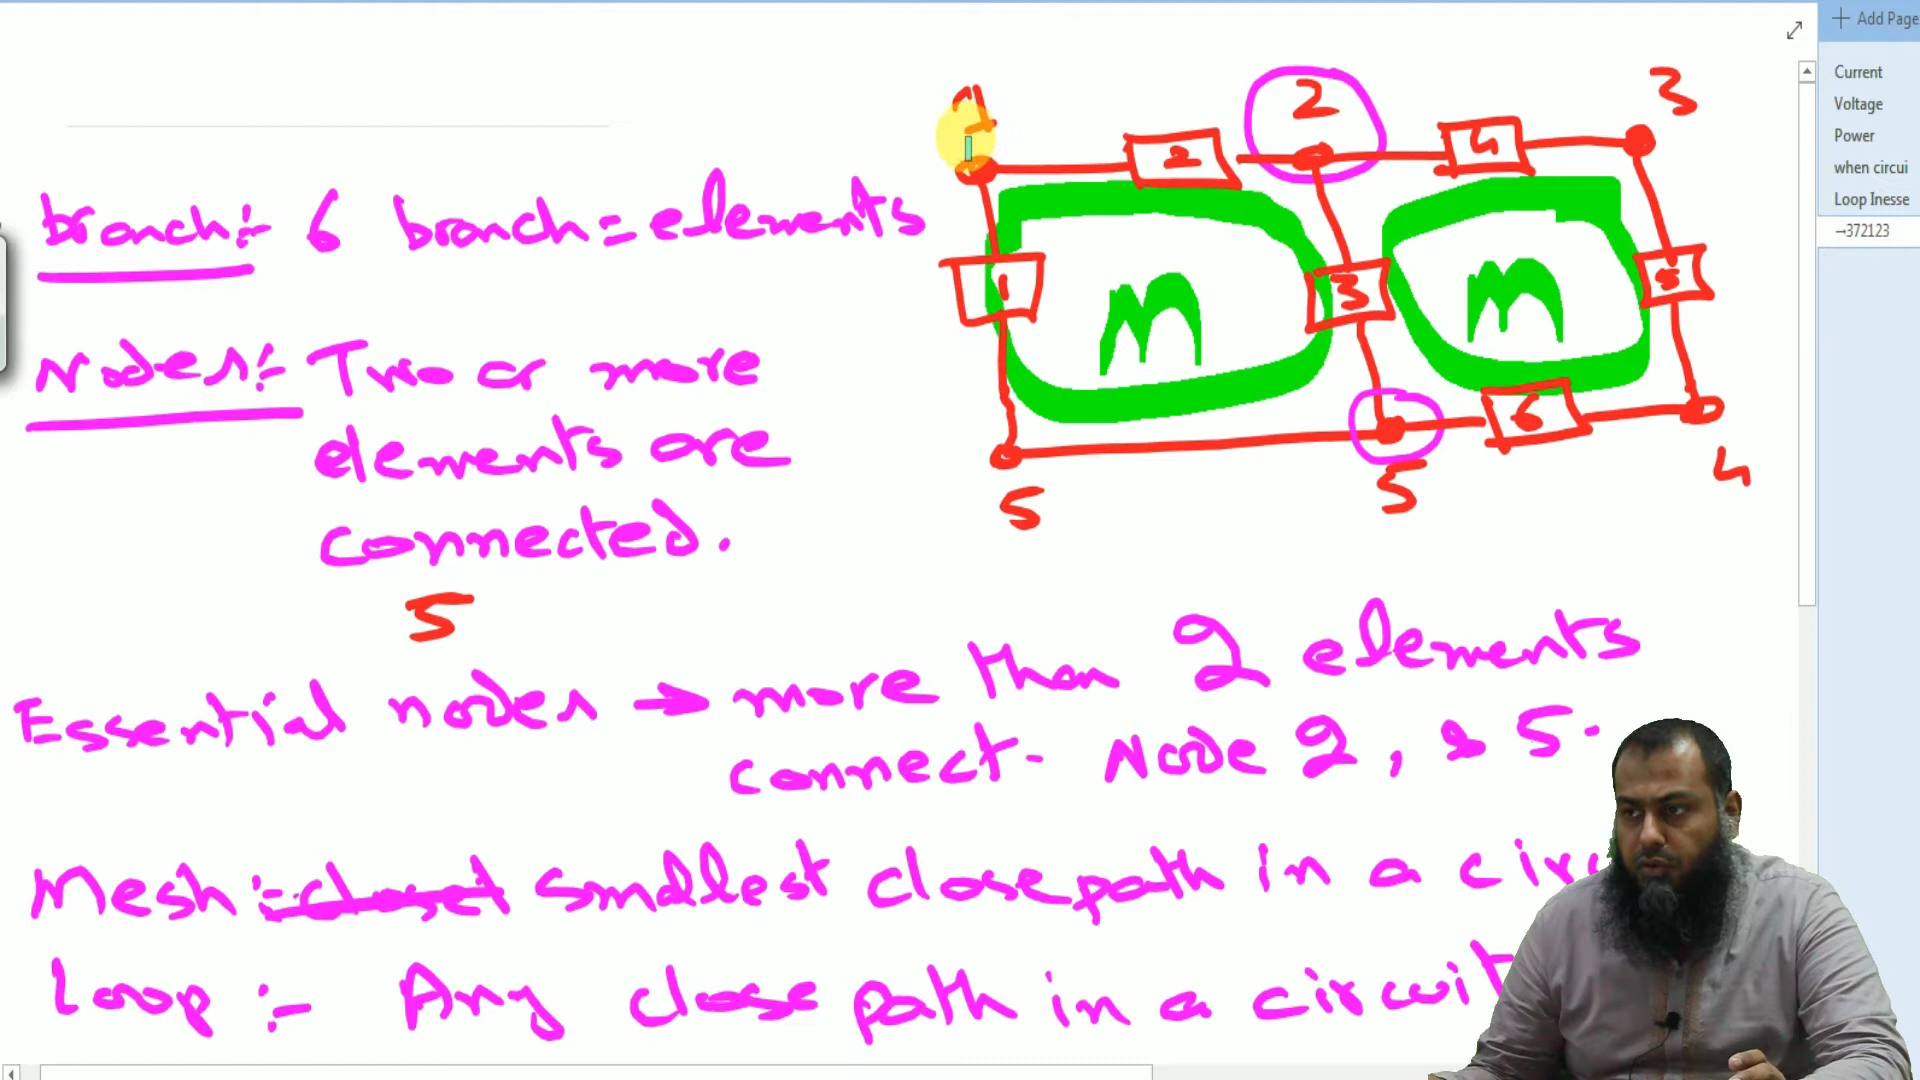 Add Page
Current
Voltage
Power
when circui
Loop Inesse
→372123
1
2
3
2
4
branch:- 6 branch = elements
1
m
3
m
5
Nodes:- Two or more
elements are
connected.
5
6
4
5
5
Essential nodes → more than 2 elements
connect- Node 2, & 5.
Mesh:- closet smallest close path in a circ
Loop:- Any close path in a circuit